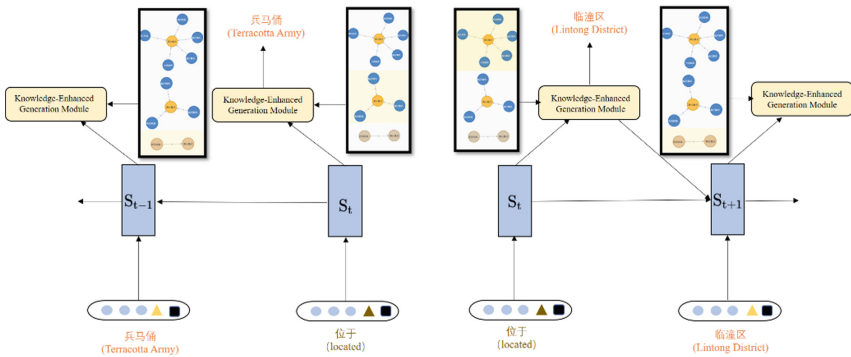 兵马俑
(Terracotta Army)
临潼区
(Lintong District)
Knowledge-Enhanced
Generation Module
Knowledge-Enhanced
Generation Module
Knowledge-Enhanced
Generation Module
Knowledge-Enhanced
Generation Module
St−1
St
St
St+1
兵马俑
(Terracotta Army)
位于
(located)
位于
(located)
临潼区
(Lintong District)